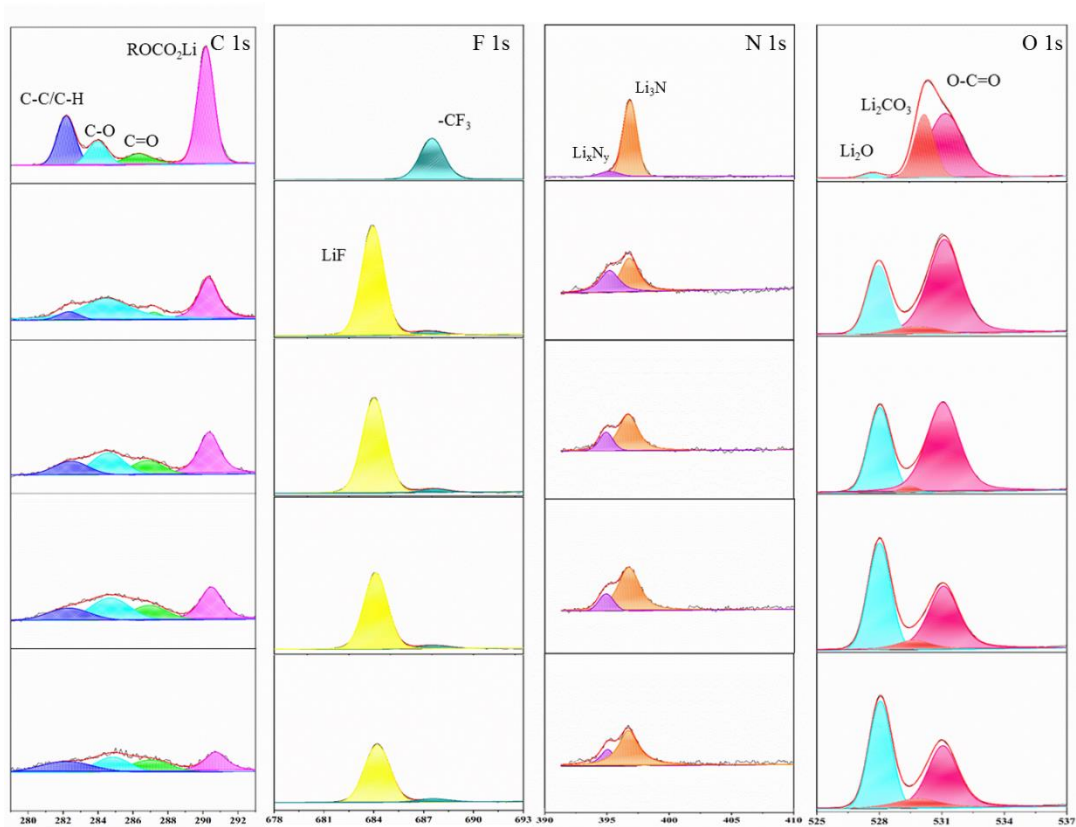 C 1s
ROCO₂Li
C-C/C-H
C-O
C=O
280 282 284 286 288 290 292
F 1s
-CF₃
LiF
678 681 684 687 690 693
N 1s
Li₃N
LiₓNᵧ
390 395 400 405 410
O 1s
O-C=O
Li₂CO₃
Li₂O
525 528 531 534 537